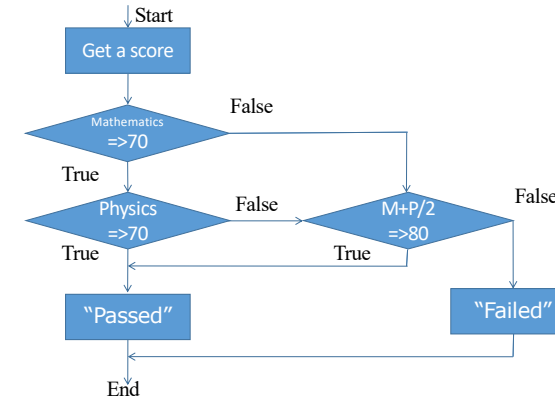 Start
Get a score
False
Mathematics
=>70
True
Physics
=>70
False
M+P/2
=>80
False
True
True
“Passed”
“Failed”
End